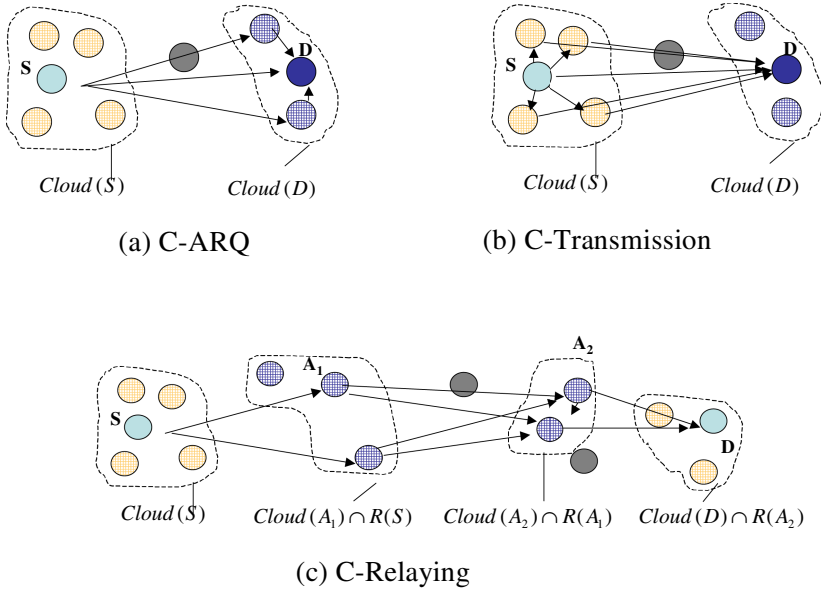 S
D
Cloud (S)
Cloud (D)
(a) C-ARQ
S
D
Cloud (S)
Cloud (D)
(b) C-Transmission
S
A₁
A₂
D
Cloud (S)
Cloud (A₁) ∩ R(S)
Cloud (A₂) ∩ R(A₁)
Cloud (D) ∩ R(A₂)
(c) C-Relaying